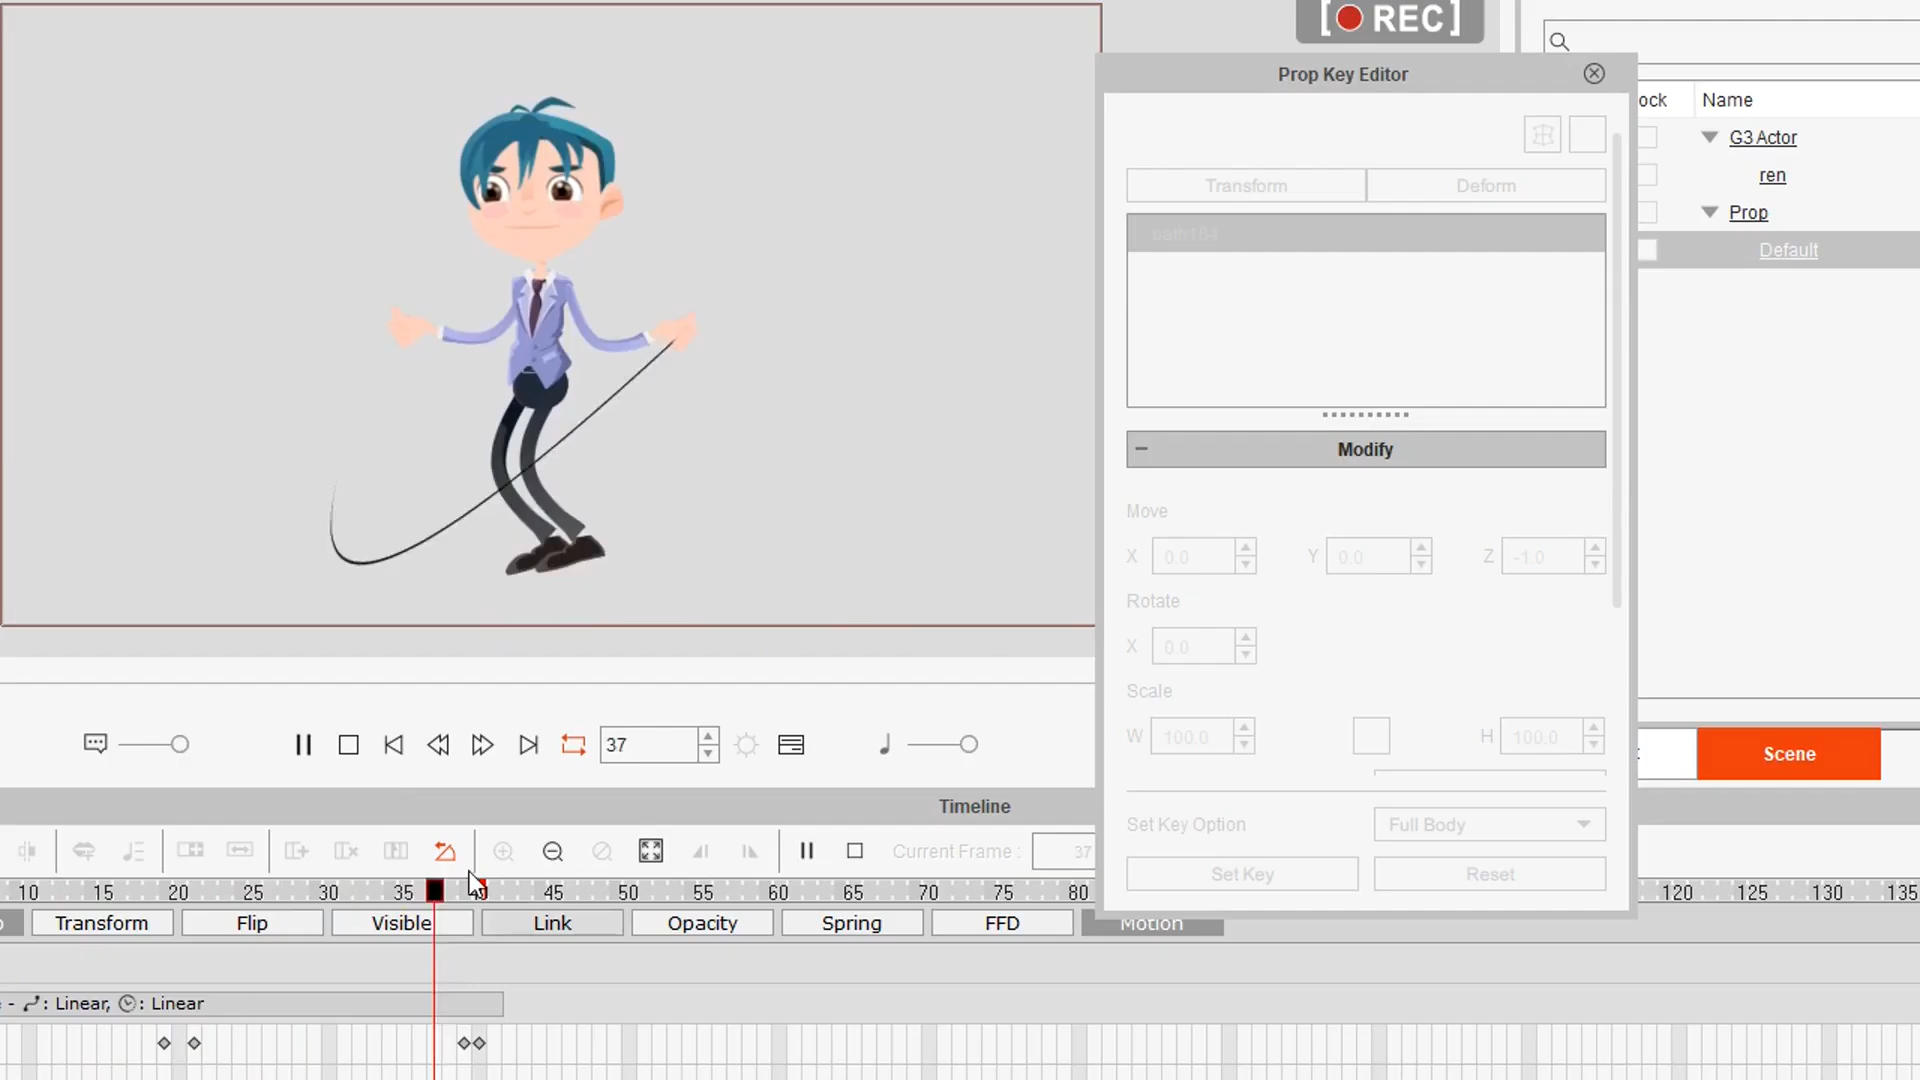 [ REC ]
Prop Key Editor
Transform
Deform
path184
Modify
Move
X 0.0
Y 0.0
Z -1.0
Rotate
X 0.0
Scale
W 100.0
H 100.0
Set Key Option
Full Body
Set Key
Reset
ock
Name
G3 Actor
ren
Prop
Default
Scene
37
Timeline
Current Frame :
37
10 15 20 25 30 35 40 45 50 55 60 65 70 75 80 120 125 130 135
Transform
Flip
Visible
Link
Opacity
Spring
FFD
Motion
- : Linear, : Linear